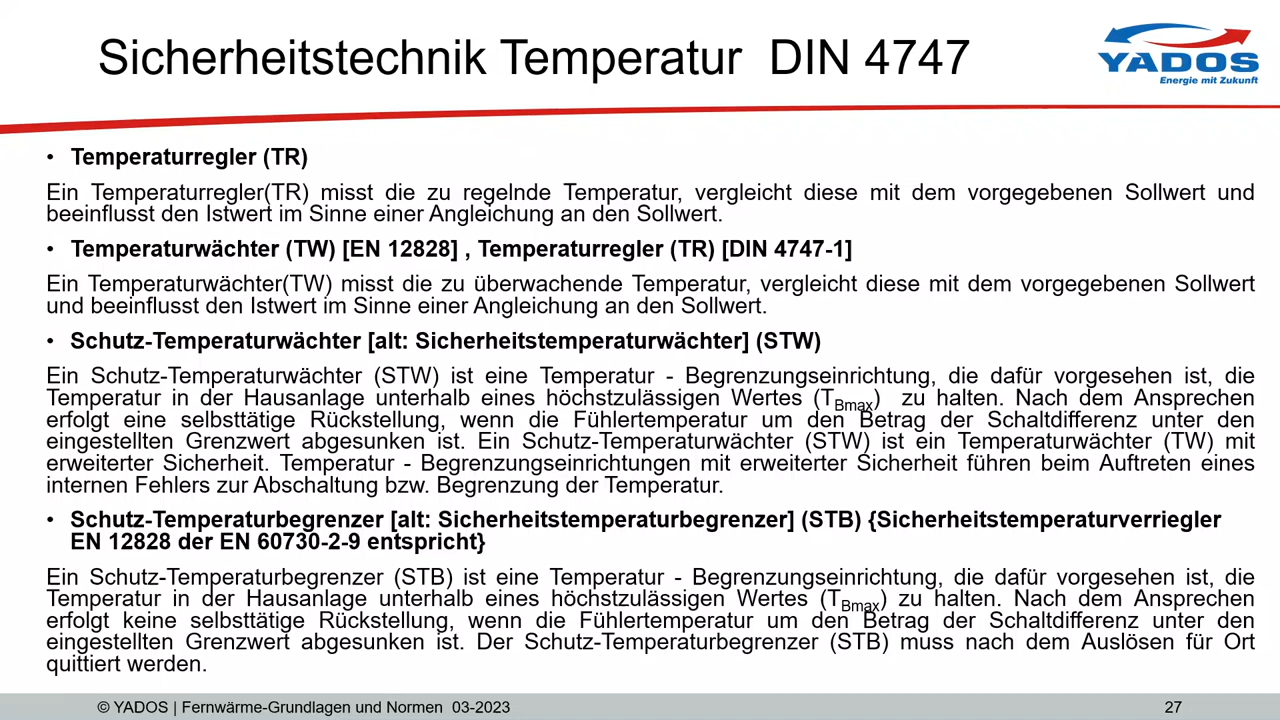 Sicherheitstechnik Temperatur  DIN 4747
YADOS
Energie mit Zukunft
• Temperaturregler (TR)
Ein Temperaturregler(TR) misst die zu regelnde Temperatur, vergleicht diese mit dem vorgegebenen Sollwert und
beeinflusst den Istwert im Sinne einer Angleichung an den Sollwert.
• Temperaturwächter (TW) [EN 12828] , Temperaturregler (TR) [DIN 4747-1]
Ein Temperaturwächter(TW) misst die zu überwachende Temperatur, vergleicht diese mit dem vorgegebenen Sollwert
und beeinflusst den Istwert im Sinne einer Angleichung an den Sollwert.
• Schutz-Temperaturwächter [alt: Sicherheitstemperaturwächter] (STW)
Ein Schutz-Temperaturwächter (STW) ist eine Temperatur - Begrenzungseinrichtung, die dafür vorgesehen ist, die
Temperatur in der Hausanlage unterhalb eines höchstzulässigen Wertes (TBmax)  zu halten. Nach dem Ansprechen
erfolgt eine selbsttätige Rückstellung, wenn die Fühlertemperatur um den Betrag der Schaltdifferenz unter den
eingestellten Grenzwert abgesunken ist. Ein Schutz-Temperaturwächter (STW) ist ein Temperaturwächter (TW) mit
erweiterter Sicherheit. Temperatur - Begrenzungseinrichtungen mit erweiterter Sicherheit führen beim Auftreten eines
internen Fehlers zur Abschaltung bzw. Begrenzung der Temperatur.
• Schutz-Temperaturbegrenzer [alt: Sicherheitstemperaturbegrenzer] (STB) {Sicherheitstemperaturverriegler
EN 12828 der EN 60730-2-9 entspricht}
Ein Schutz-Temperaturbegrenzer (STB) ist eine Temperatur - Begrenzungseinrichtung, die dafür vorgesehen ist, die
Temperatur in der Hausanlage unterhalb eines höchstzulässigen Wertes (TBmax) zu halten. Nach dem Ansprechen
erfolgt keine selbsttätige Rückstellung, wenn die Fühlertemperatur um den Betrag der Schaltdifferenz unter den
eingestellten Grenzwert abgesunken ist. Der Schutz-Temperaturbegrenzer (STB) muss nach dem Auslösen für Ort
quittiert werden.
© YADOS | Fernwärme-Grundlagen und Normen  03-2023
27